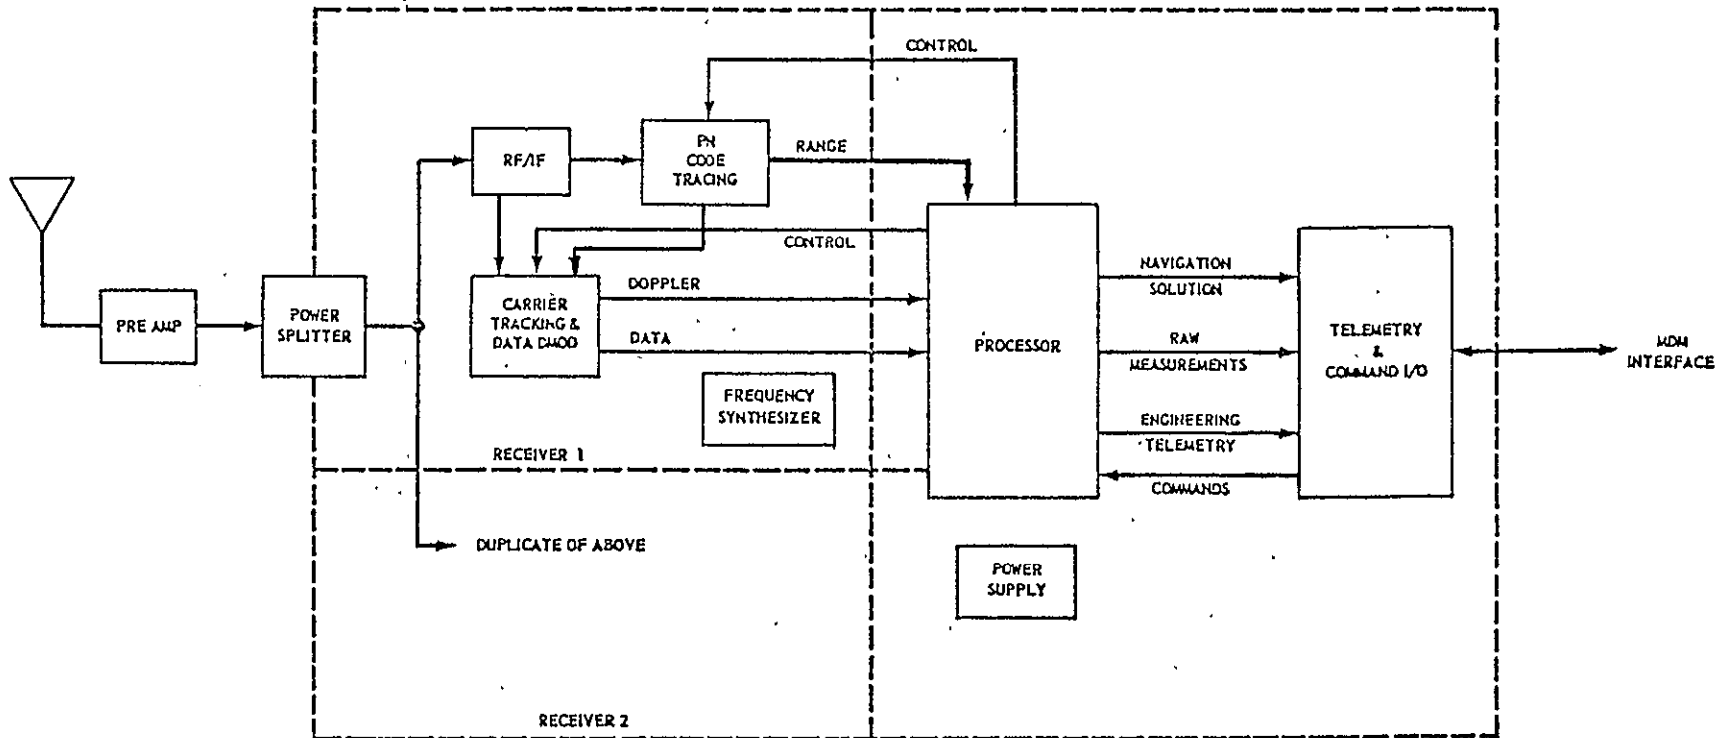 CONTROL
RF/IF
PN
CODE
TRACING
RANGE
CONTROL
PRE AMP
POWER
SPLITTER
CARRIER
TRACKING &
DATA DMOD
DOPPLER
DATA
FREQUENCY
SYNTHESIZER
RECEIVER 1
PROCESSOR
NAVIGATION
SOLUTION
RAW
MEASUREMENTS
ENGINEERING
TELEMETRY
COMMANDS
TELEMETRY
&
COMMAND I/O
MDM
INTERFACE
DUPLICATE OF ABOVE
POWER
SUPPLY
RECEIVER 2